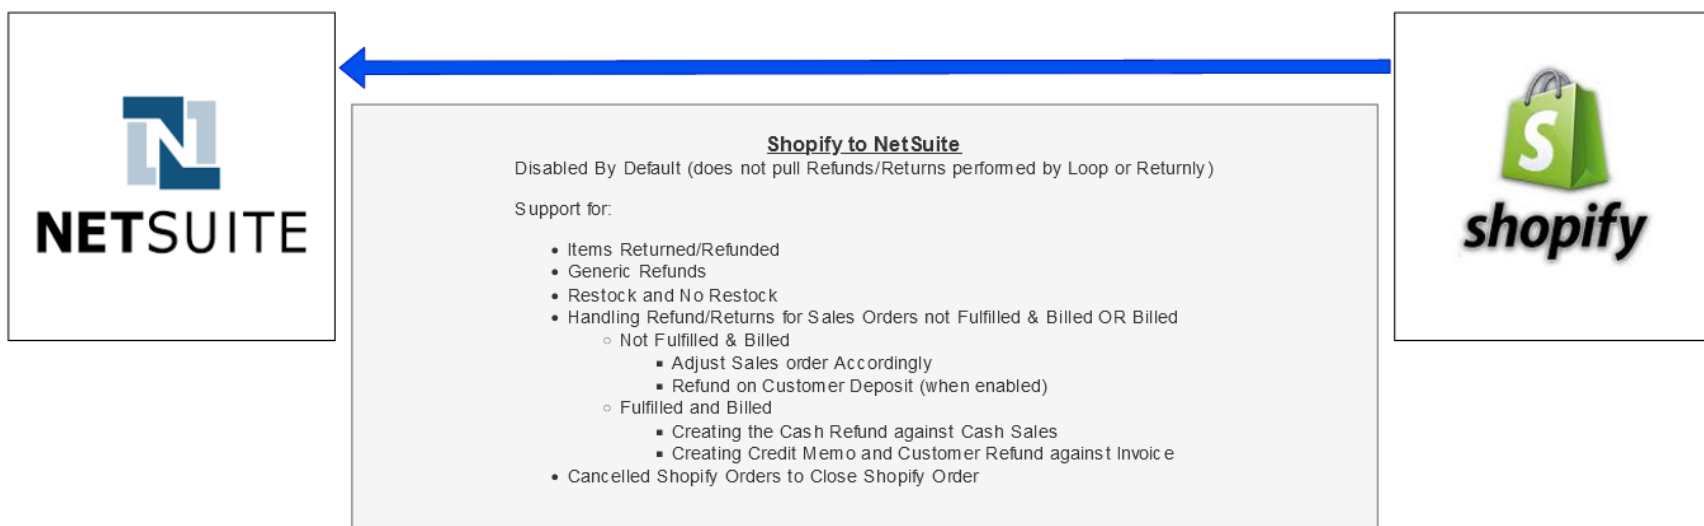 NETSUITE
Shopify to NetSuite
Disabled By Default (does not pull Refunds/Returns performed by Loop or Returnly)
Support for:
• Items Returned/Refunded
• Generic Refunds
• Restock and No Restock
• Handling Refund/Returns for Sales Orders not Fulfilled & Billed OR Billed
○ Not Fulfilled & Billed
▪ Adjust Sales order Accordingly
▪ Refund on Customer Deposit (when enabled)
○ Fulfilled and Billed
▪ Creating the Cash Refund against Cash Sales
▪ Creating Credit Memo and Customer Refund against Invoice
• Cancelled Shopify Orders to Close Shopify Order
shopify